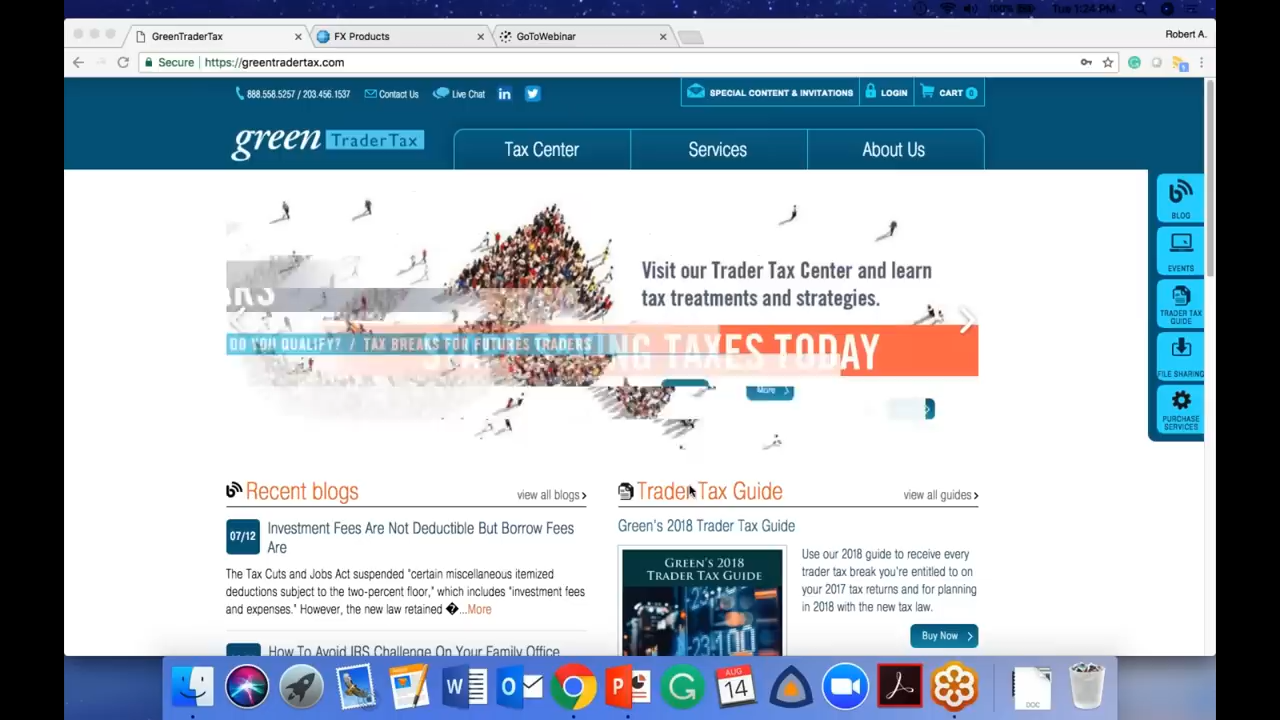 100%
Tue 1:24 PM
GreenTraderTax
FX Products
GoToWebinar
Robert A.
Secure
https://greentradertax.com
888.558.5257 / 203.456.1537
Contact Us
Live Chat
SPECIAL CONTENT & INVITATIONS
LOGIN
CART 0
green TraderTax
Tax Center
Services
About Us
BLOG
EVENTS
TRADER TAX
GUIDE
FILE SHARING
PURCHASE
SERVICES
Visit our Trader Tax Center and learn
tax treatments and strategies.
DO YOU QUALIFY? / TAX BREAKS FOR FUTURES TRADERS
TAXES TODAY
More
Recent blogs
view all blogs
07/12
Investment Fees Are Not Deductible But Borrow Fees
Are
The Tax Cuts and Jobs Act suspended "certain miscellaneous itemized
deductions subject to the two-percent floor," which includes "investment fees
and expenses." However, the new law retained �...More
How To Avoid IRS Challenge On Your Family Office
Trader Tax Guide
view all guides
Green's 2018 Trader Tax Guide
GREEN'S 2018
TRADER TAX GUIDE
Use our 2018 guide to receive every
trader tax break you're entitled to on
your 2017 tax returns and for planning
in 2018 with the new tax law.
Buy Now
AUG
14
DOC